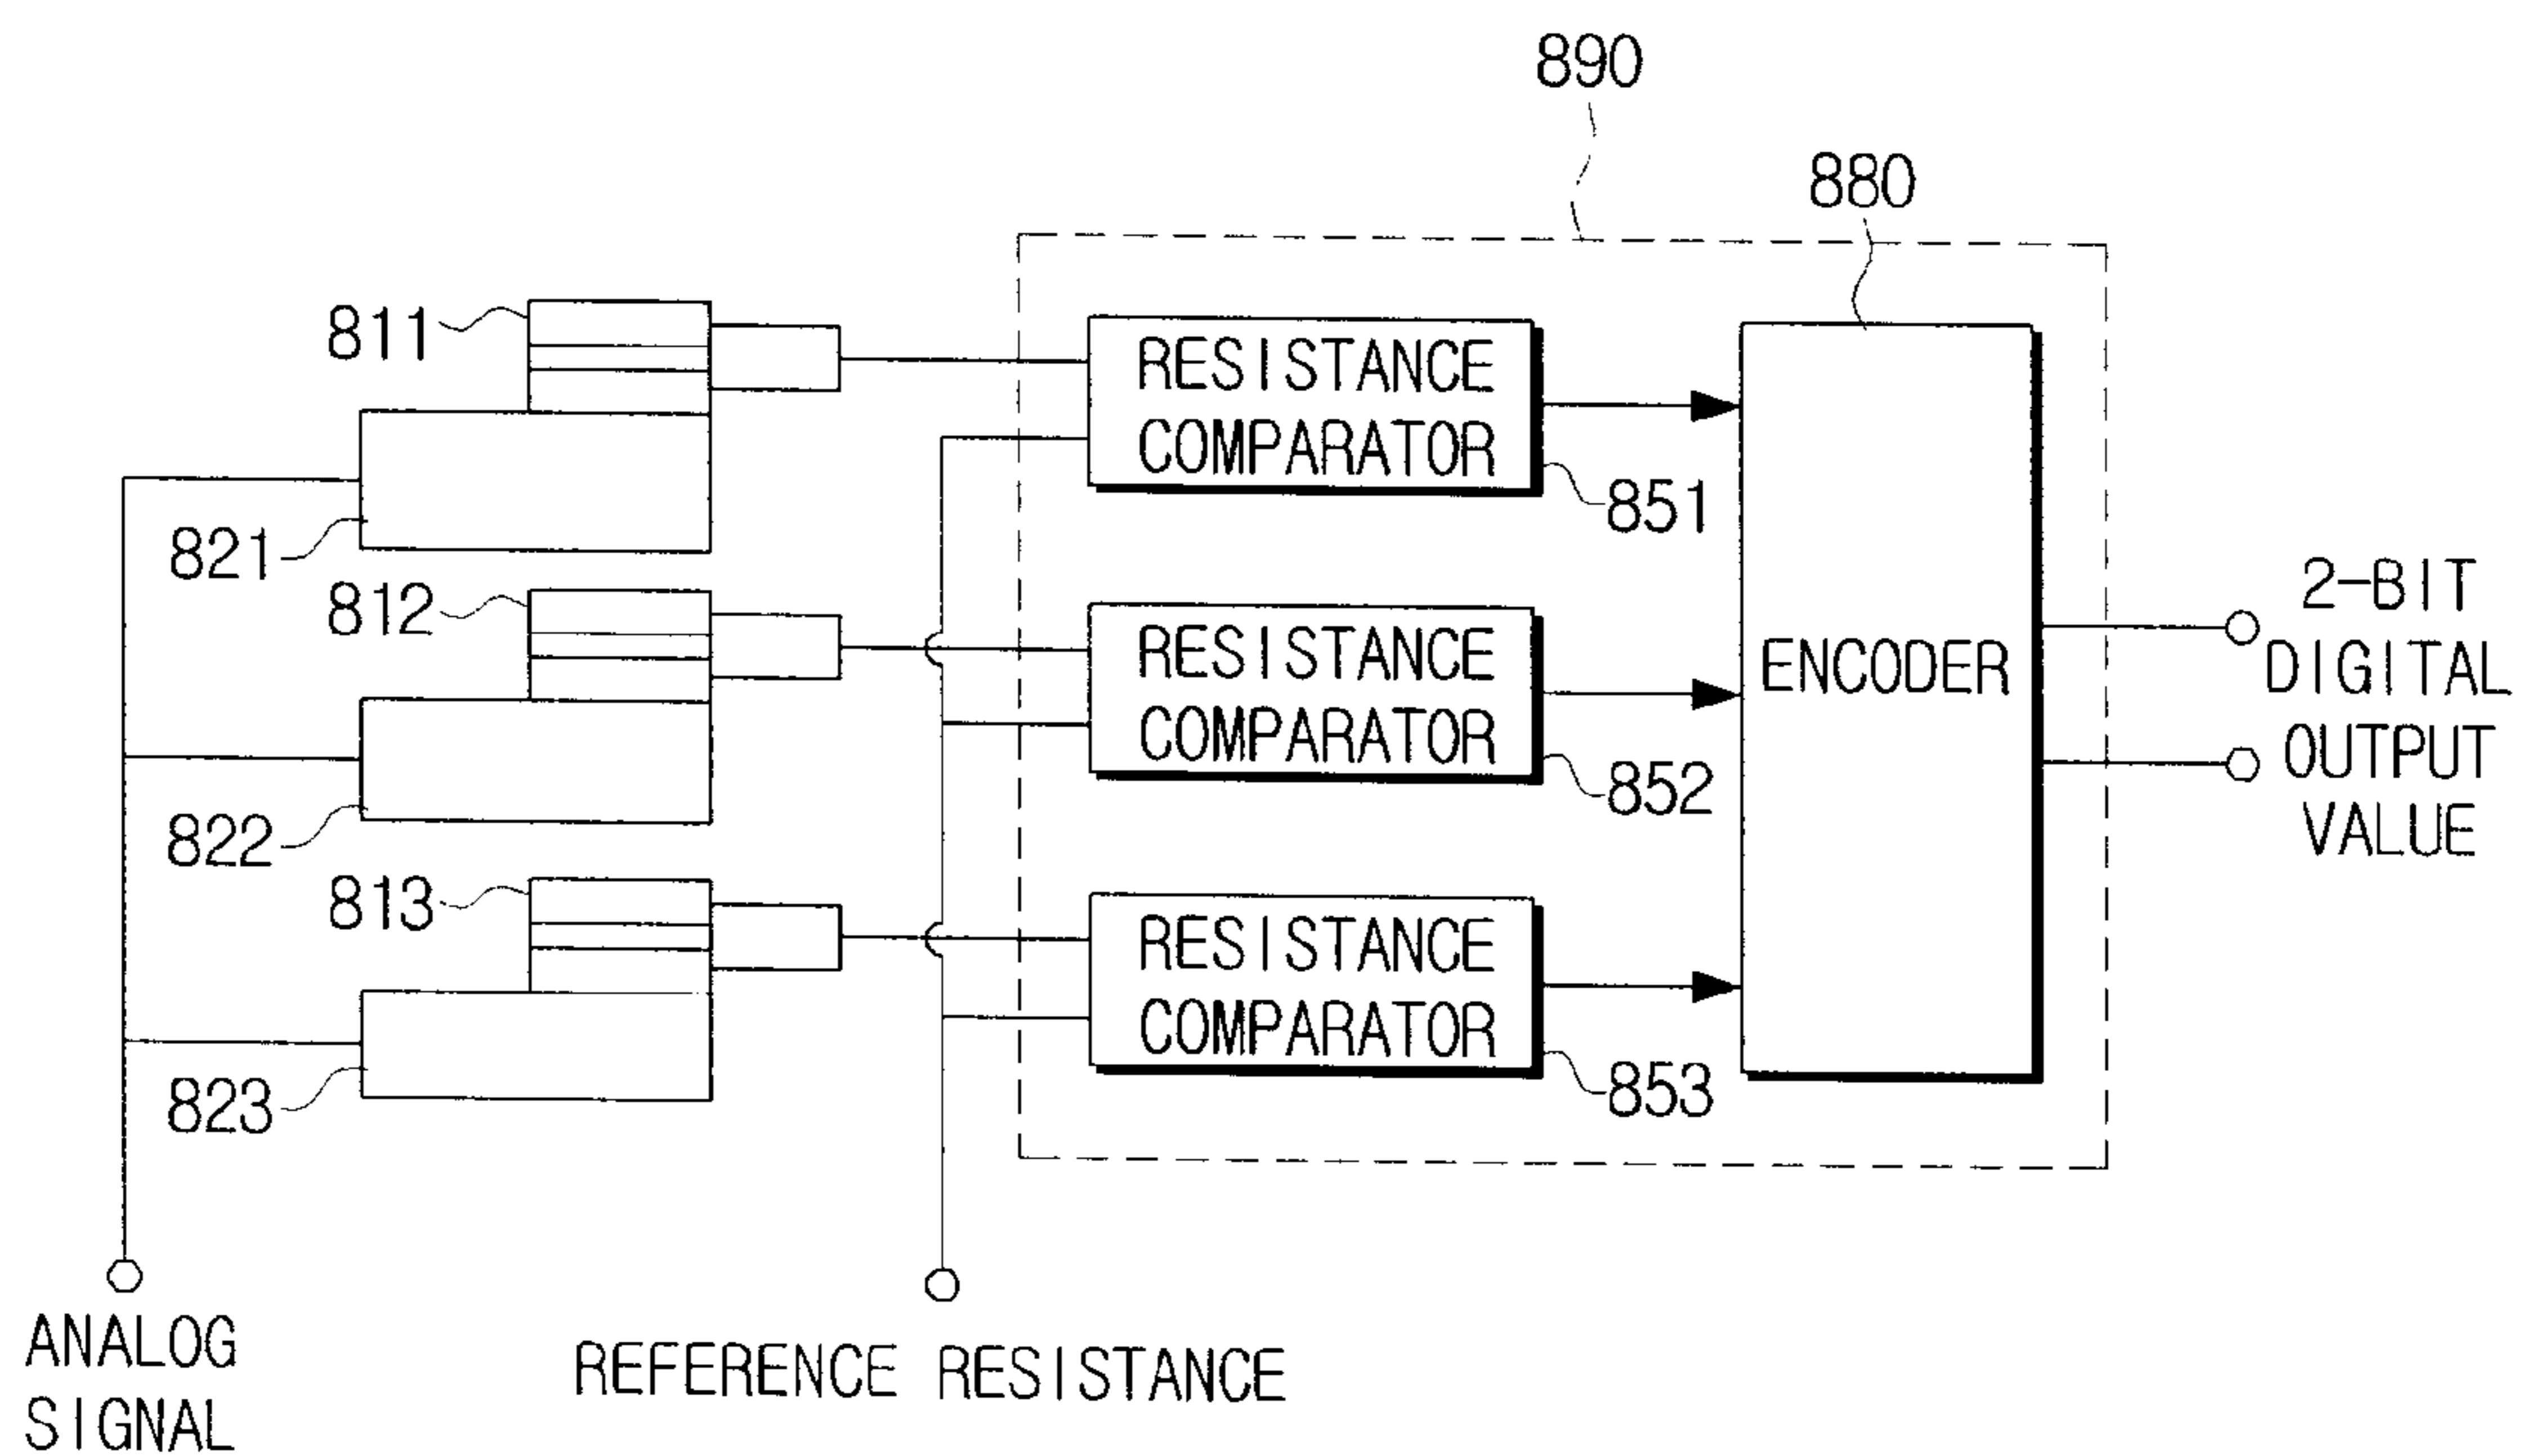 890
880
811
RESISTANCE
COMPARATOR
851
821
812
RESISTANCE
COMPARATOR
852
822
813
RESISTANCE
COMPARATOR
853
823
ENCODER
2-BIT
DIGITAL
OUTPUT
VALUE
ANALOG
SIGNAL
REFERENCE RESISTANCE